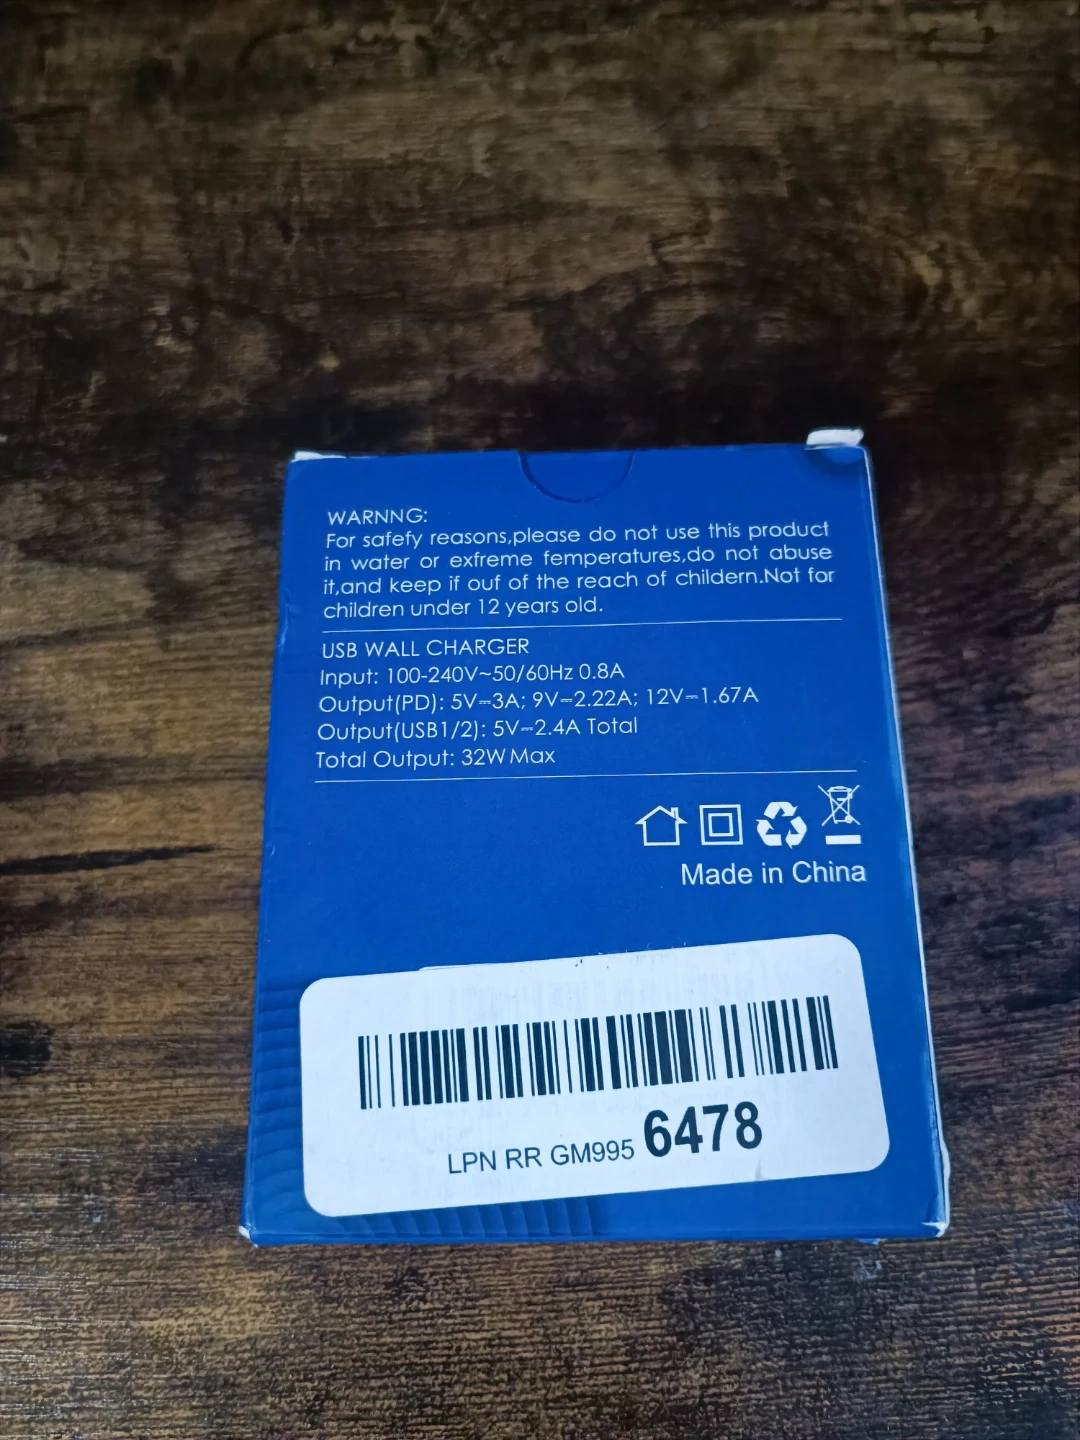 WARNNG:
For safefy reasons,please do not use this product
in water or exfreme femperatures,do not abuse
it,and keep if ouf of the reach of childern.Not for
children under 12 years old.
USB WALL CHARGER
Input: 100-240V~50/60Hz 0.8A
Output(PD): 5V⎓3A; 9V⎓2.22A; 12V⎓1.67A
Output(USB1/2): 5V⎓2.4A Total
Total Output: 32W Max
Made in China
LPN RR GM995 6478